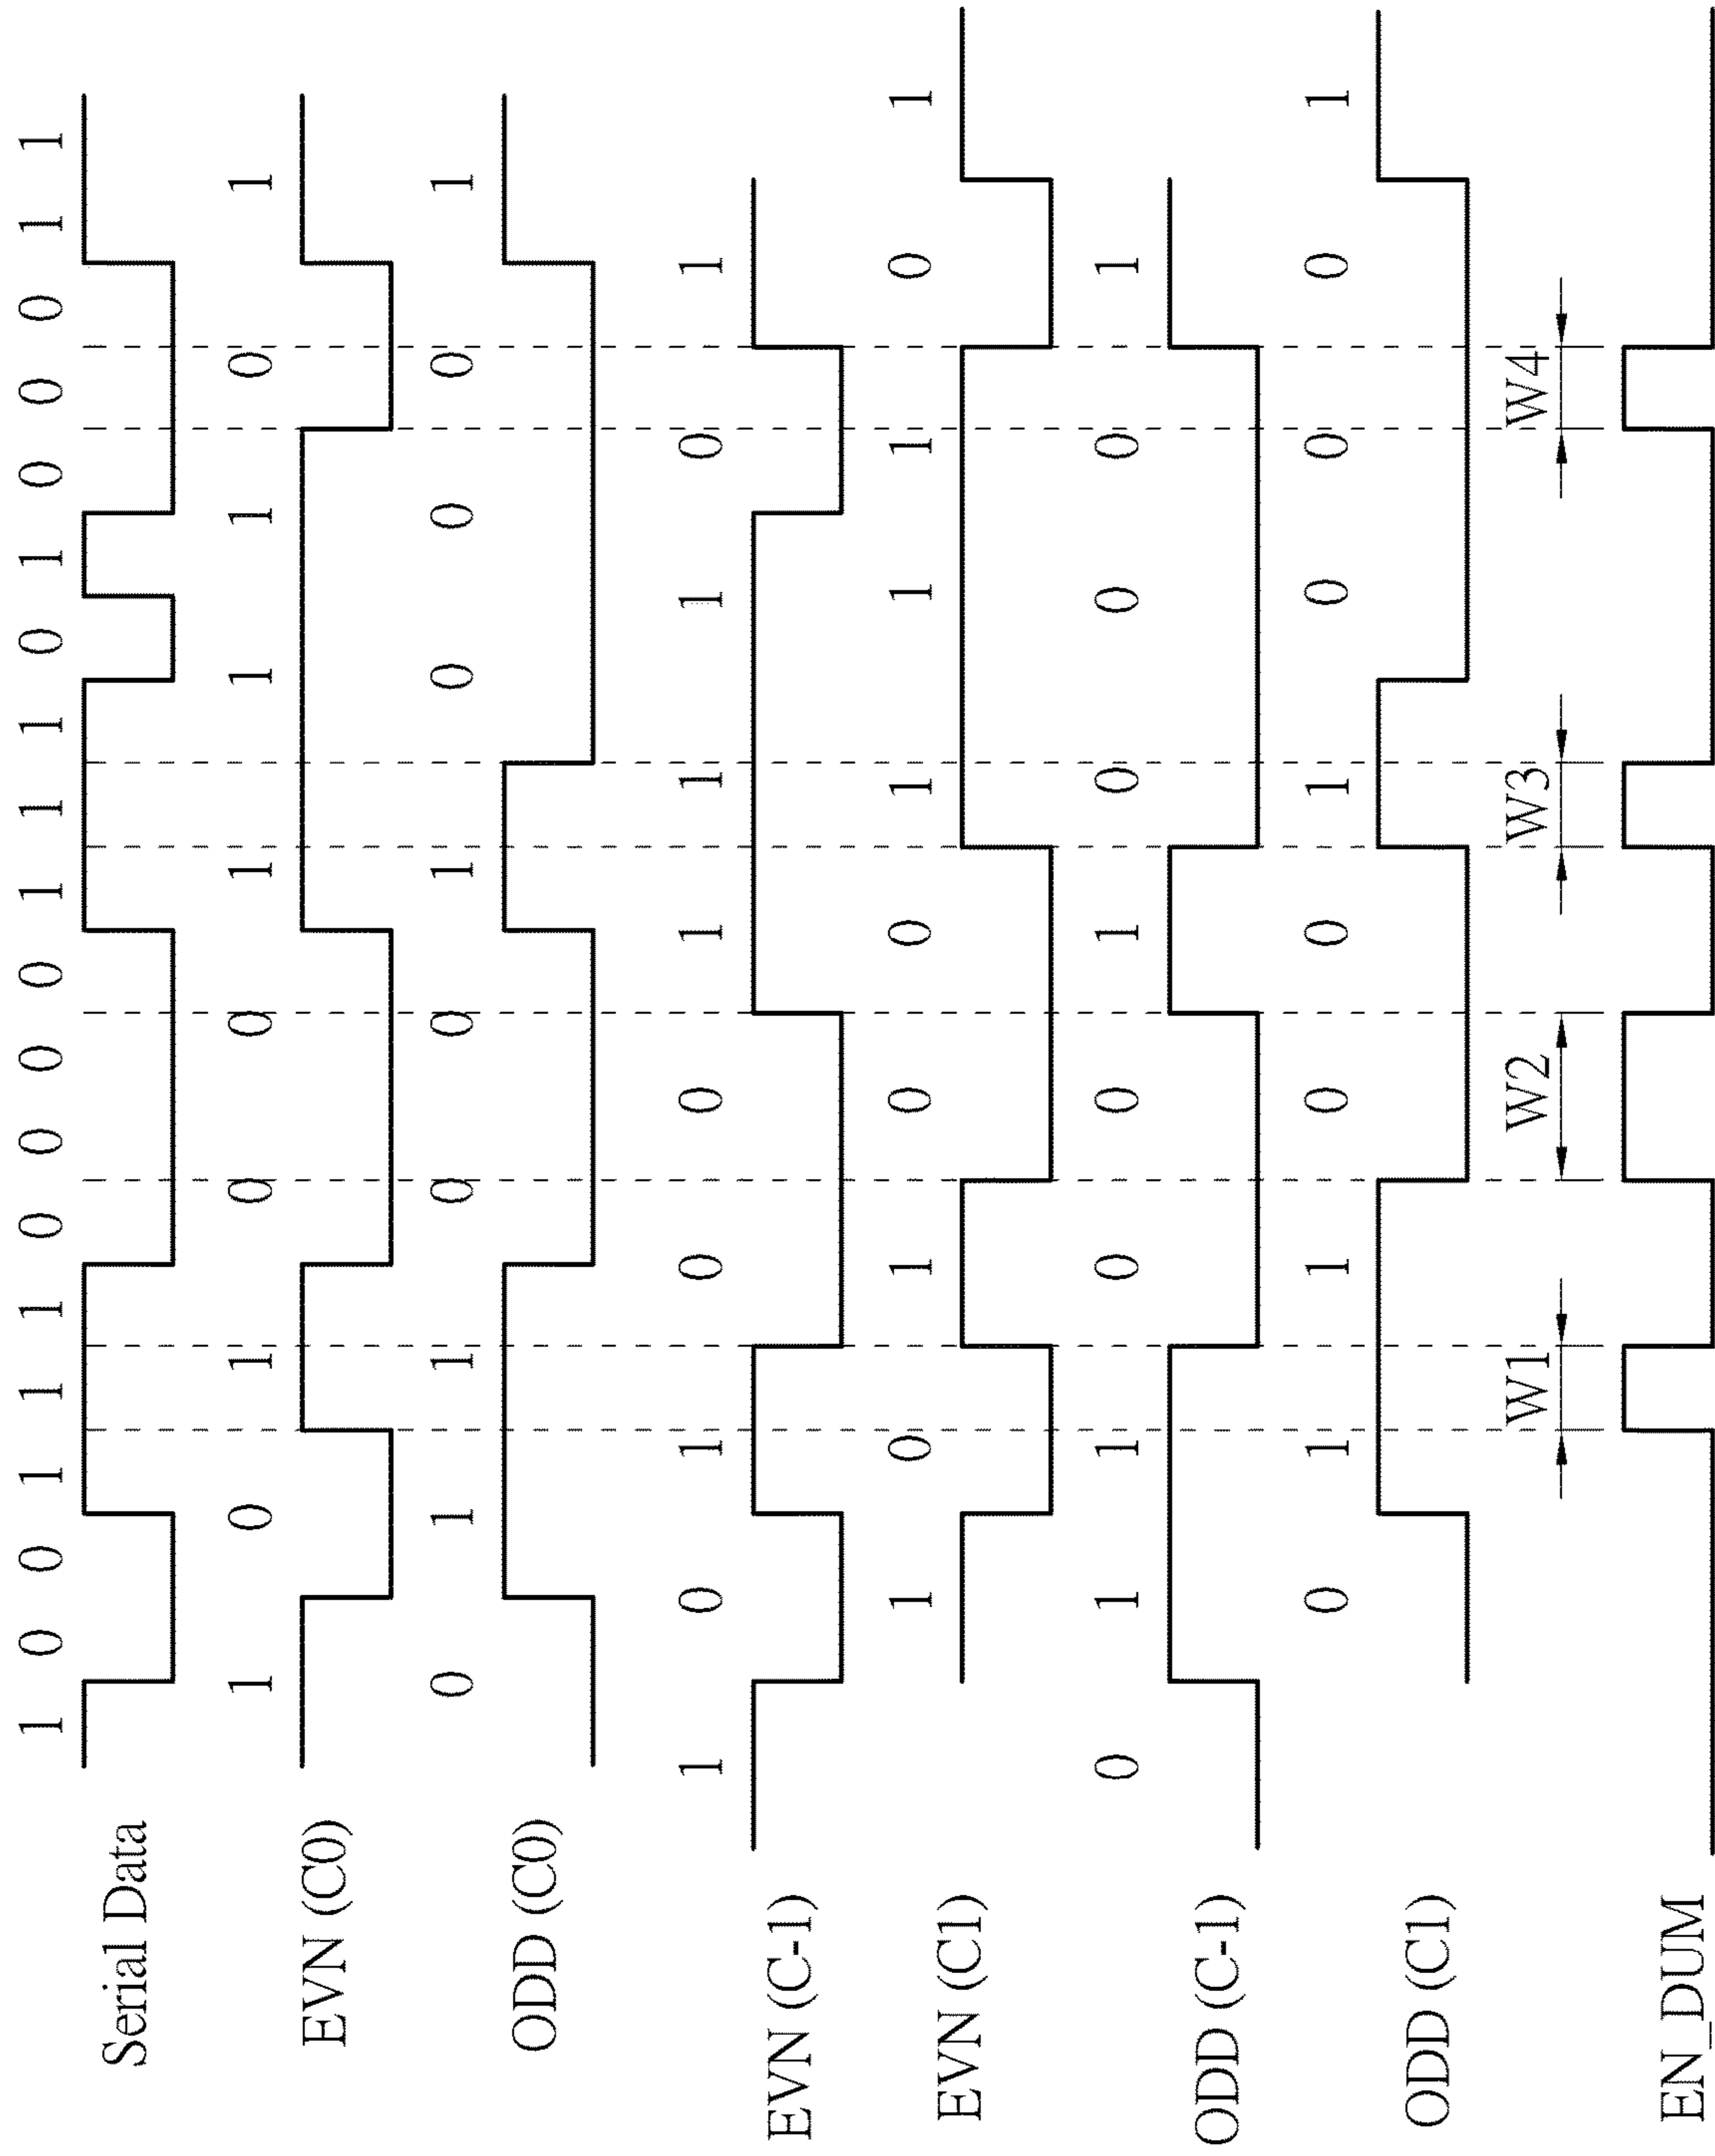 Serial Data 1 0 0 1 1 1 0 0 0 0 1 1 1 0 1 0 0 0 1 1
EVN (C0) 1 0 1 0 0 1 1 1 0 1
ODD (C0) 0 1 1 0 0 1 0 0 0 1
EVN (C-1) 1 0 1 0 0 1 1 1 0 1
EVN (C1) 1 0 1 0 0 1 1 1 0 1
ODD (C-1) 0 1 1 0 0 1 0 0 0 1
ODD (C1) 0 1 1 0 0 1 0 0 0 1
W1 W2 W3 W4
EN_DUM